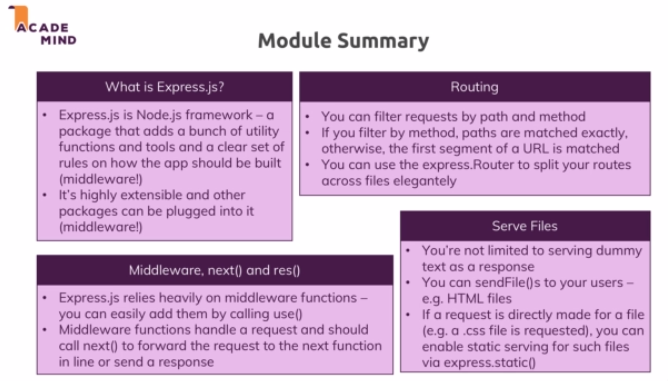 ACADE
MIND
Module Summary
What is Express.js?
• Express.js is Node.js framework – a
package that adds a bunch of utility
functions and tools and a clear set of
rules on how the app should be built
(middleware!)
• It's highly extensible and other
packages can be plugged into it
(middleware!)
Routing
• You can filter requests by path and method
• If you filter by method, paths are matched exactly,
otherwise, the first segment of a URL is matched
• You can use the express.Router to split your routes
across files elegantely
Middleware, next() and res()
• Express.js relies heavily on middleware functions –
you can easily add them by calling use()
• Middleware functions handle a request and should
call next() to forward the request to the next function
in line or send a response
Serve Files
• You're not limited to serving dummy
text as a response
• You can sendFile()s to your users –
e.g. HTML files
• If a request is directly made for a file
(e.g. a .css file is requested), you can
enable static serving for such files
via express.static()